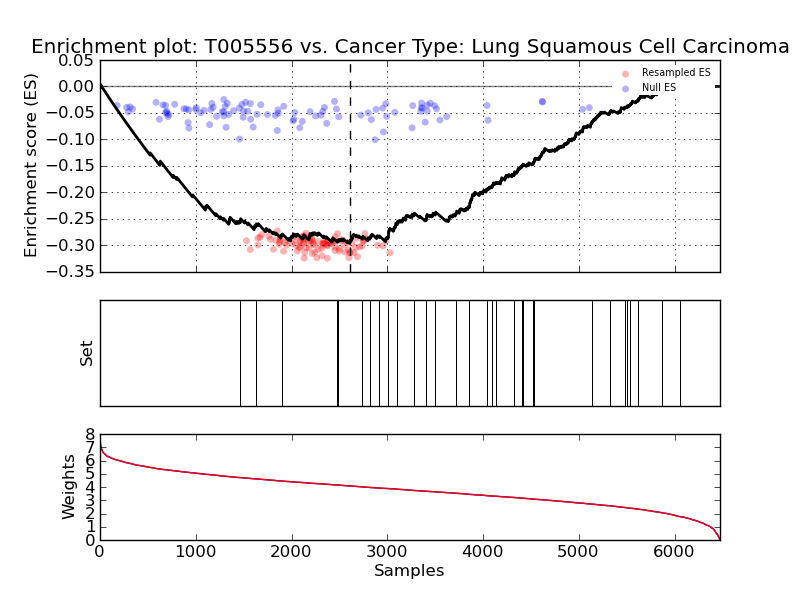 Enrichment plot: T005556 vs. Cancer Type: Lung Squamous Cell Carcinoma
Enrichment score (ES)
0.05
0.00
−0.05
−0.10
−0.15
−0.20
−0.25
−0.30
−0.35
Resampled ES
Null ES
Set
Weights
8
7
6
5
4
3
2
1
0
0 1000 2000 3000 4000 5000 6000
Samples